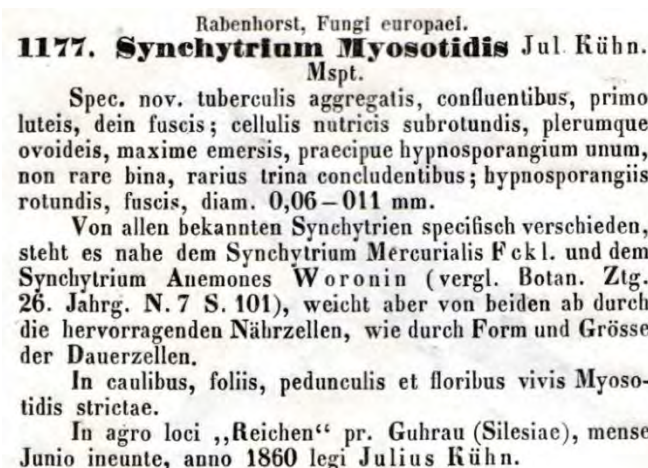 Rabenhorst, Fungi europaei.
1177. Synchytrium Myosotidis Jul. Kühn.
Mspt.
Spec. nov. tuberculis aggregatis, confluentibus, primo
luteis, dein fuscis; cellulis nutricis subrotundis, plerumque
ovoideis, maxime emersis, praecipue hypnosporangium unum,
non rare bina, rarius trina concludentibus; hypnosporangiis
rotundis, fuscis, diam. 0,06–011 mm.
Von allen bekannten Synchytrien specifisch verschieden,
steht es nahe dem Synchytrium Mercurialis Fckl. und dem
Synchytrium Anemones Woronin (vergl. Botan. Ztg.
26. Jahrg. N. 7 S. 101), weicht aber von beiden ab durch
die hervorragenden Nährzellen, wie durch Form und Grösse
der Dauerzellen.
In caulibus, foliis, pedunculis et floribus vivis Myoso-
tidis strictae.
In agro loci „Reichen“ pr. Guhrau (Silesiae), mense
Junio ineunte, anno 1860 legi Julius Kühn.